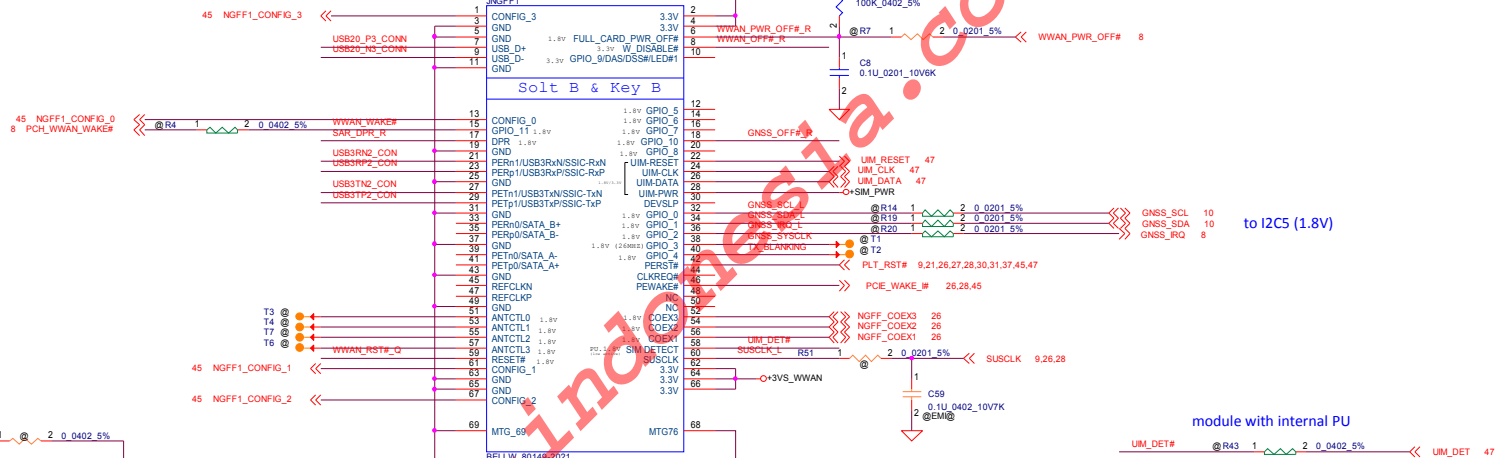 JNGFF1
100K_0402_5%
45 NGFF1_CONFIG_3
1 CONFIG_3 3.3V 2
3 GND 3.3V 4
5 GND 1.8V FULL_CARD_PWR_OFF# 6 WWAN_PWR_OFF#_R @R7 1 2 0_0201_5% WWAN_PWR_OFF# 8
USB20_P3_CONN 7 USB_D+ 3.3V W_DISABLE# 8 WWAN_OFF#_R
USB20_N3_CONN 9 USB_D- 3.3V GPIO_9/DAS/DSS#/LED#1 10
11 GND
1 C8 0.1U_0201_10V6K 2
Solt B & Key B
12
45 NGFF1_CONFIG_0 13 CONFIG_0 1.8V GPIO_5 14
8 PCH_WWAN_WAKE# @R4 1 2 0_0402_5% WWAN_WAKE# 15 GPIO_11 1.8V 1.8V GPIO_6 16
SAR_DPR_R 17 DPR 1.8V 1.8V GPIO_7 18
19 GND 1.8V GPIO_10 20 GNSS_OFF#_R
USB3RN2_CON 21 PERn1/USB3RxN/SSIC-RxN 1.8V GPIO_8 22
USB3RP2_CON 23 PERp1/USB3RxP/SSIC-RxP UIM-RESET 24 UIM_RESET 47
25 GND UIM-CLK 26 UIM_CLK 47
USB3TN2_CON 27 PETn1/USB3TxN/SSIC-TxN UIM-DATA 28 UIM_DATA 47
USB3TP2_CON 29 PETp1/USB3TxP/SSIC-TxP UIM-PWR 30 +SIM_PWR
31 GND DEVSLP 32
33 PERn0/SATA_B+ 1.8V GPIO_0 34 GNSS_SCL_L @R14 1 2 0_0201_5% GNSS_SCL 10
35 PERp0/SATA_B- 1.8V GPIO_1 36 GNSS_SDA_L @R19 1 2 0_0201_5% GNSS_SDA 10
37 GND 1.8V GPIO_2 38 GNSS_IRQ_L @R20 1 2 0_0201_5% GNSS_IRQ 8
to I2C5 (1.8V)
39 PETn0/SATA_A- 1.8V (26MHZ) GPIO_3 40 GNSS_SYSCLK @ T1
41 PETp0/SATA_A+ 1.8V GPIO_4 42 TX_BLANKING @ T2
43 GND PERST# 44 PLT_RST# 9,21,26,27,28,30,31,37,45,47
45 REFCLKN CLKREQ# 46
47 REFCLKP PEWAKE# 48 PCIE_WAKE_I# 26,28,45
49 GND NC 50
T3 @ 51 ANTCTL0 1.8V NC 52
T4 @ 53 ANTCTL1 1.8V 1.8V COEX3 54 NGFF_COEX3 26
T7 @ 55 ANTCTL2 1.8V 1.8V COEX2 56 NGFF_COEX2 26
T6 @ 57 ANTCTL3 1.8V 1.8V COEX1 58 NGFF_COEX1 26
WWAN_RST#_Q 59 RESET# 1.8V SIM DETECT 60 UIM_DET#
45 NGFF1_CONFIG_1 61 CONFIG_1 SUSCLK 62 SUSCLK_L R51 1 2 0_0201_5% @ SUSCLK 9,26,28
63 GND 3.3V 64 +3VS_WWAN
65 GND 3.3V 66
45 NGFF1_CONFIG_2 67 CONFIG_2 3.3V
1 C59 0.1U_0402_10V7K 2 @EMI@
69 MTG_69 MTG76 68
BELLW_80149-2021
@ 2 0_0402_5%
module with internal PU
UIM_DET# @R43 1 2 0_0402_5% UIM_DET 47
indonesia.co